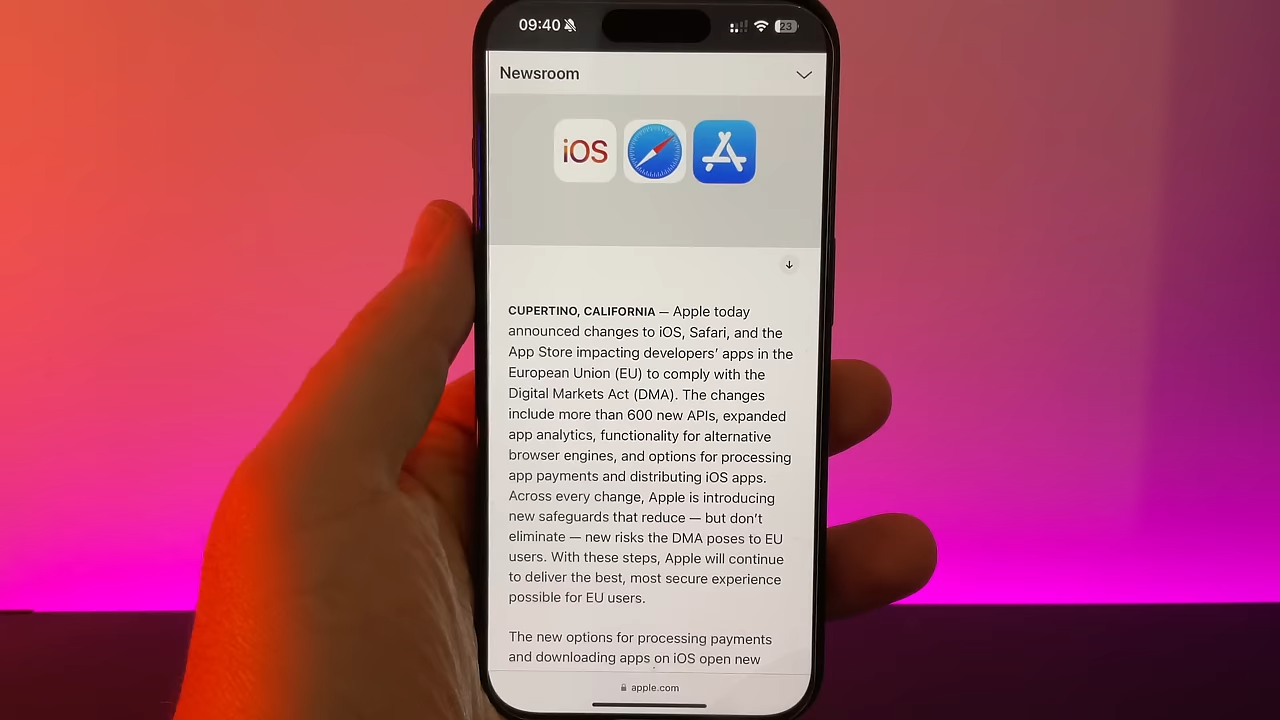 09:40
23
Newsroom
iOS
CUPERTINO, CALIFORNIA — Apple today
announced changes to iOS, Safari, and the
App Store impacting developers’ apps in the
European Union (EU) to comply with the
Digital Markets Act (DMA). The changes
include more than 600 new APIs, expanded
app analytics, functionality for alternative
browser engines, and options for processing
app payments and distributing iOS apps.
Across every change, Apple is introducing
new safeguards that reduce — but don’t
eliminate — new risks the DMA poses to EU
users. With these steps, Apple will continue
to deliver the best, most secure experience
possible for EU users.
The new options for processing payments
and downloading apps on iOS open new
apple.com